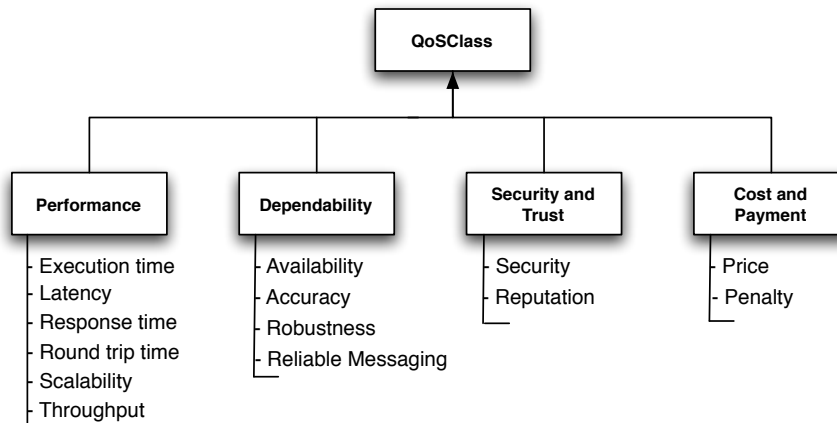 QoSClass
Performance
Dependability
Security and
Trust
Cost and
Payment
- Execution time
- Latency
- Response time
- Round trip time
- Scalability
- Throughput
- Availability
- Accuracy
- Robustness
- Reliable Messaging
- Security
- Reputation
- Price
- Penalty